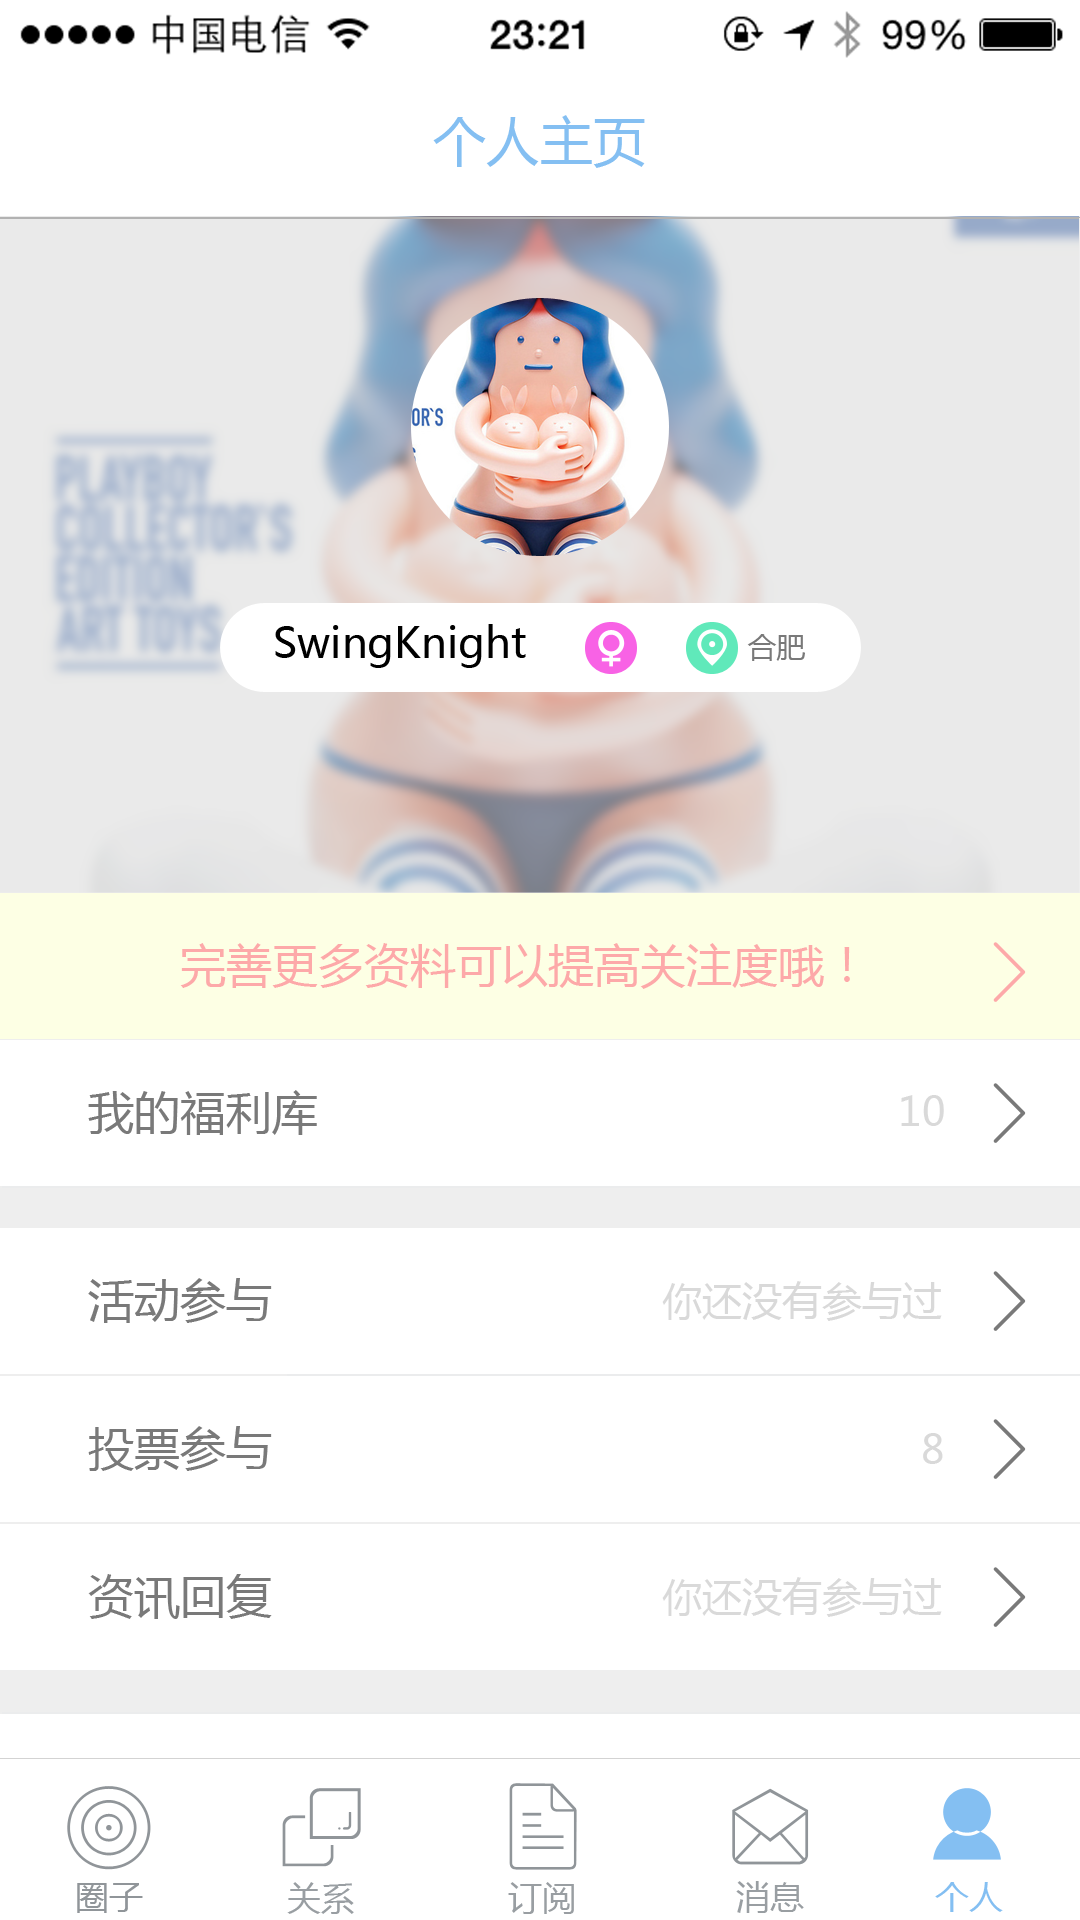 中国电信 23:21 99%
个人主页
OR'S
PLAYBOY
COLLECTOR'S
EDITION
ART TOYS
SwingKnight 合肥
完善更多资料可以提高关注度哦！
我的福利库 10
活动参与 你还没有参与过
投票参与 8
资讯回复 你还没有参与过
圈子 关系 订阅 消息 个人